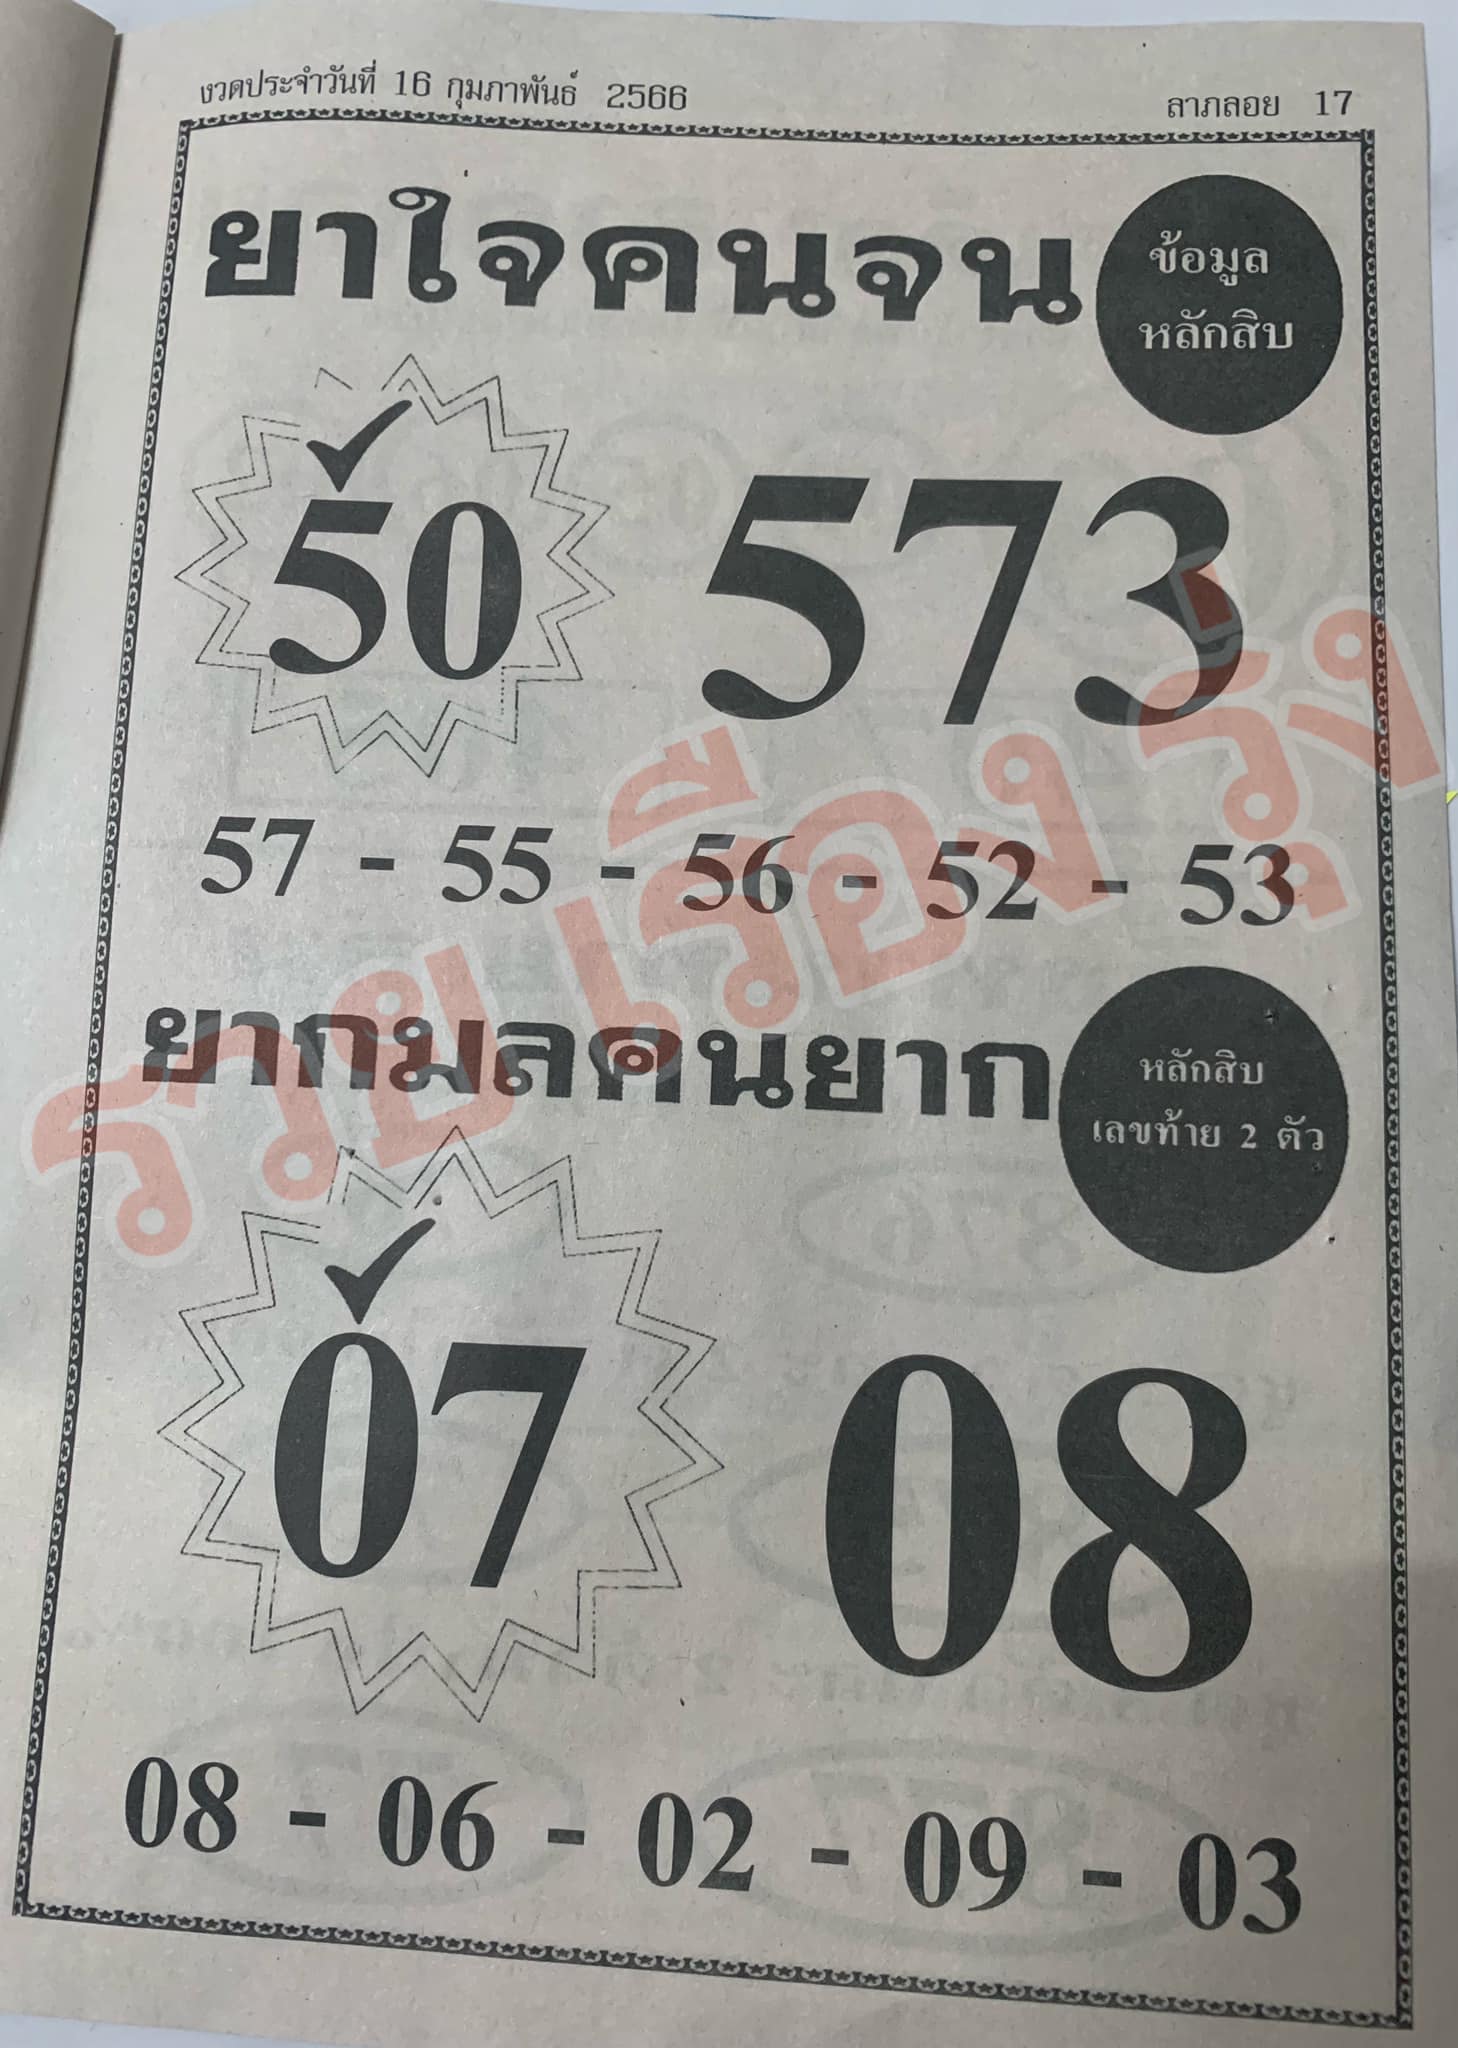 งวดประจำวันที่ 16 กุมภาพันธ์ 2566
ลาภลอย 17
ยาใจคนจน
ข้อมูล
หลักสิบ
50 573
57 - 55 - 56 - 52 - 53
รวยเรืองรุ่ง
ยากมลคนยาก
หลักสิบ
เลขท้าย 2 ตัว
07 08
08 - 06 - 02 - 09 - 03